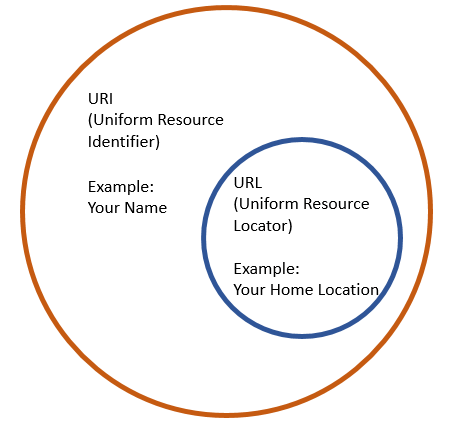 URI
(Uniform Resource
Identifier)
Example:
Your Name
URL
(Uniform Resource
Locator)
Example:
Your Home Location